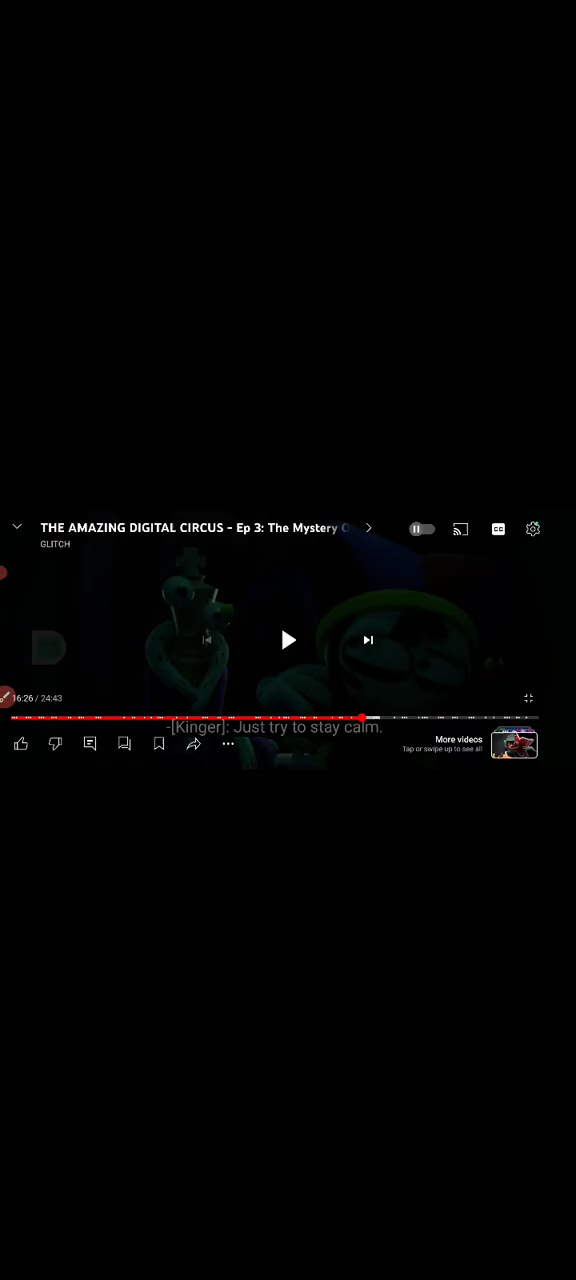 THE AMAZING DIGITAL CIRCUS - Ep 3: The Mystery
CC
GLITCH
16:26 / 24:43
-[Kinger]: Just try to stay calm.
More videos
Tap or swipe up to see all